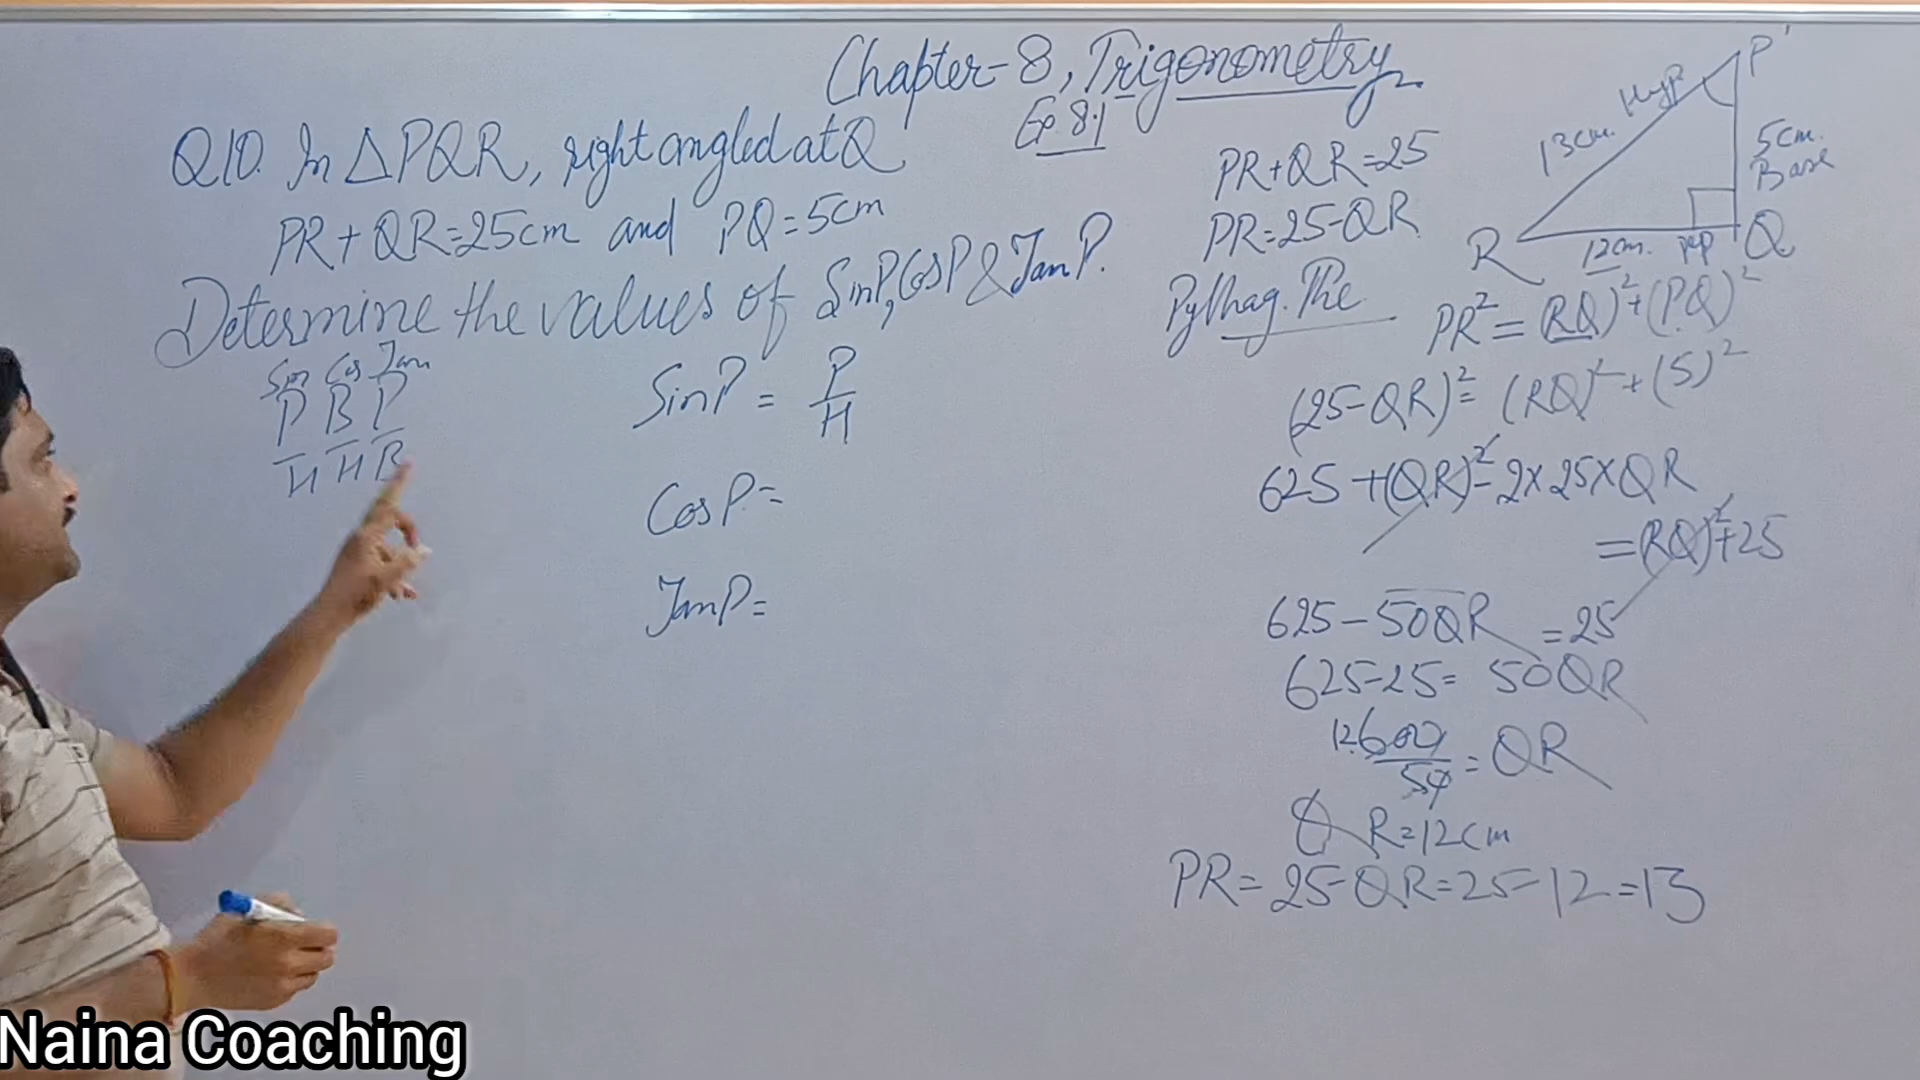 Chapter-8, Trigonometry
Ex. 8.1
Q10. In △PQR, right angled at Q
PR+QR=25cm and PQ=5cm
Determine the values of SinP, CosP & TanP.
Sin Cos Tan
P B P
H H B
SinP = P/H
CosP =
TanP =
PR+QR=25
PR=25-QR
Pythag. The
P
13cm. Hyp
5cm.
Base
R 12cm. pep Q
PR² = (RQ)²+(PQ)²
(25-QR)² = (RQ)²+(5)²
625+(QR)²-2×25×QR
=(RQ)²+25
625-50QR =25
625-25= 50QR
12 600/50 = QR
QR=12cm
PR= 25-QR=25-12=13
Naina Coaching